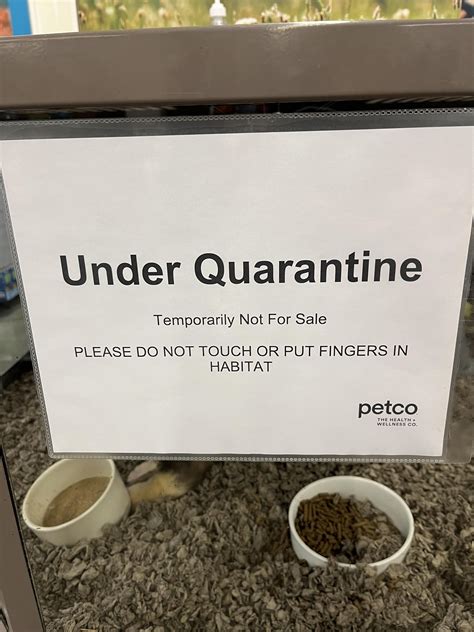 Under Quarantine
Temporarily Not For Sale
PLEASE DO NOT TOUCH OR PUT FINGERS IN
HABITAT
petco
THE HEALTH +
WELLNESS CO.